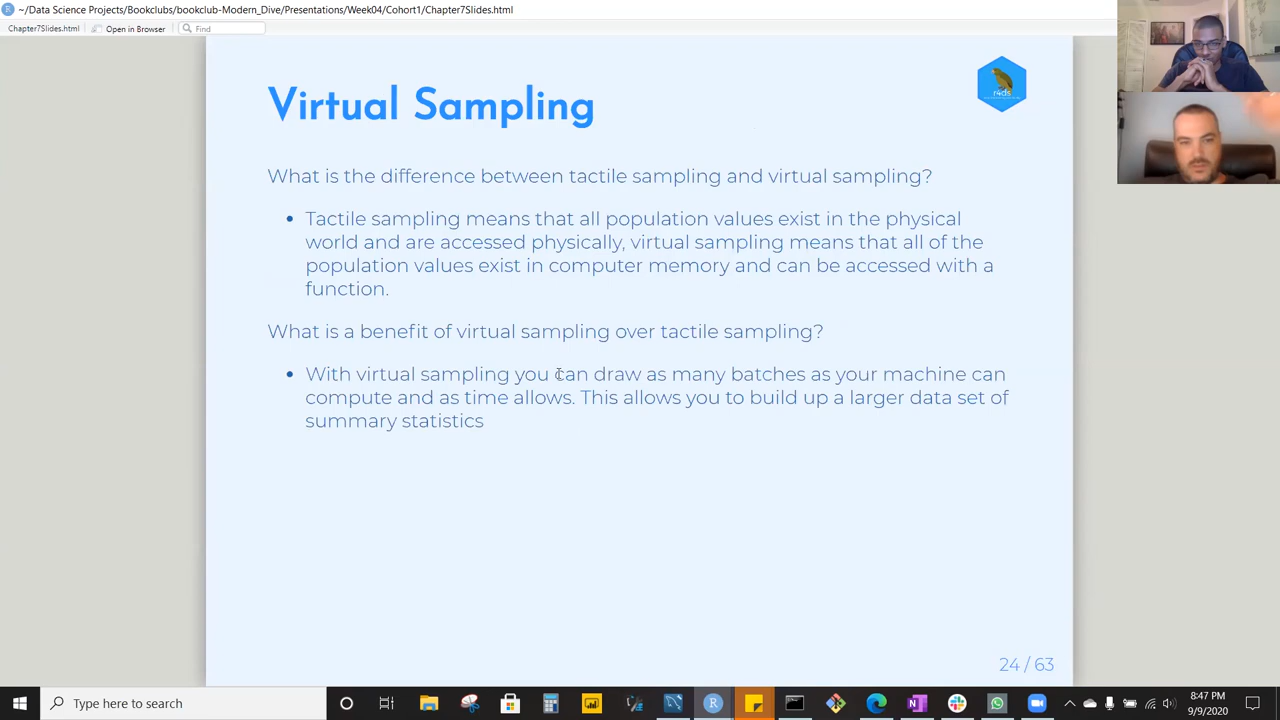 ~/Data Science Projects/Bookclubs/bookclub-Modern_Dive/Presentations/Week04/Cohort1/Chapter7Slides.html
Chapter7Slides.html
Open in Browser
Find
Virtual Sampling
r4ds
What is the difference between tactile sampling and virtual sampling?
• Tactile sampling means that all population values exist in the physical
world and are accessed physically, virtual sampling means that all of the
population values exist in computer memory and can be accessed with a
function.
What is a benefit of virtual sampling over tactile sampling?
• With virtual sampling you can draw as many batches as your machine can
compute and as time allows. This allows you to build up a larger data set of
summary statistics
24 / 63
Type here to search
8:47 PM
9/9/2020